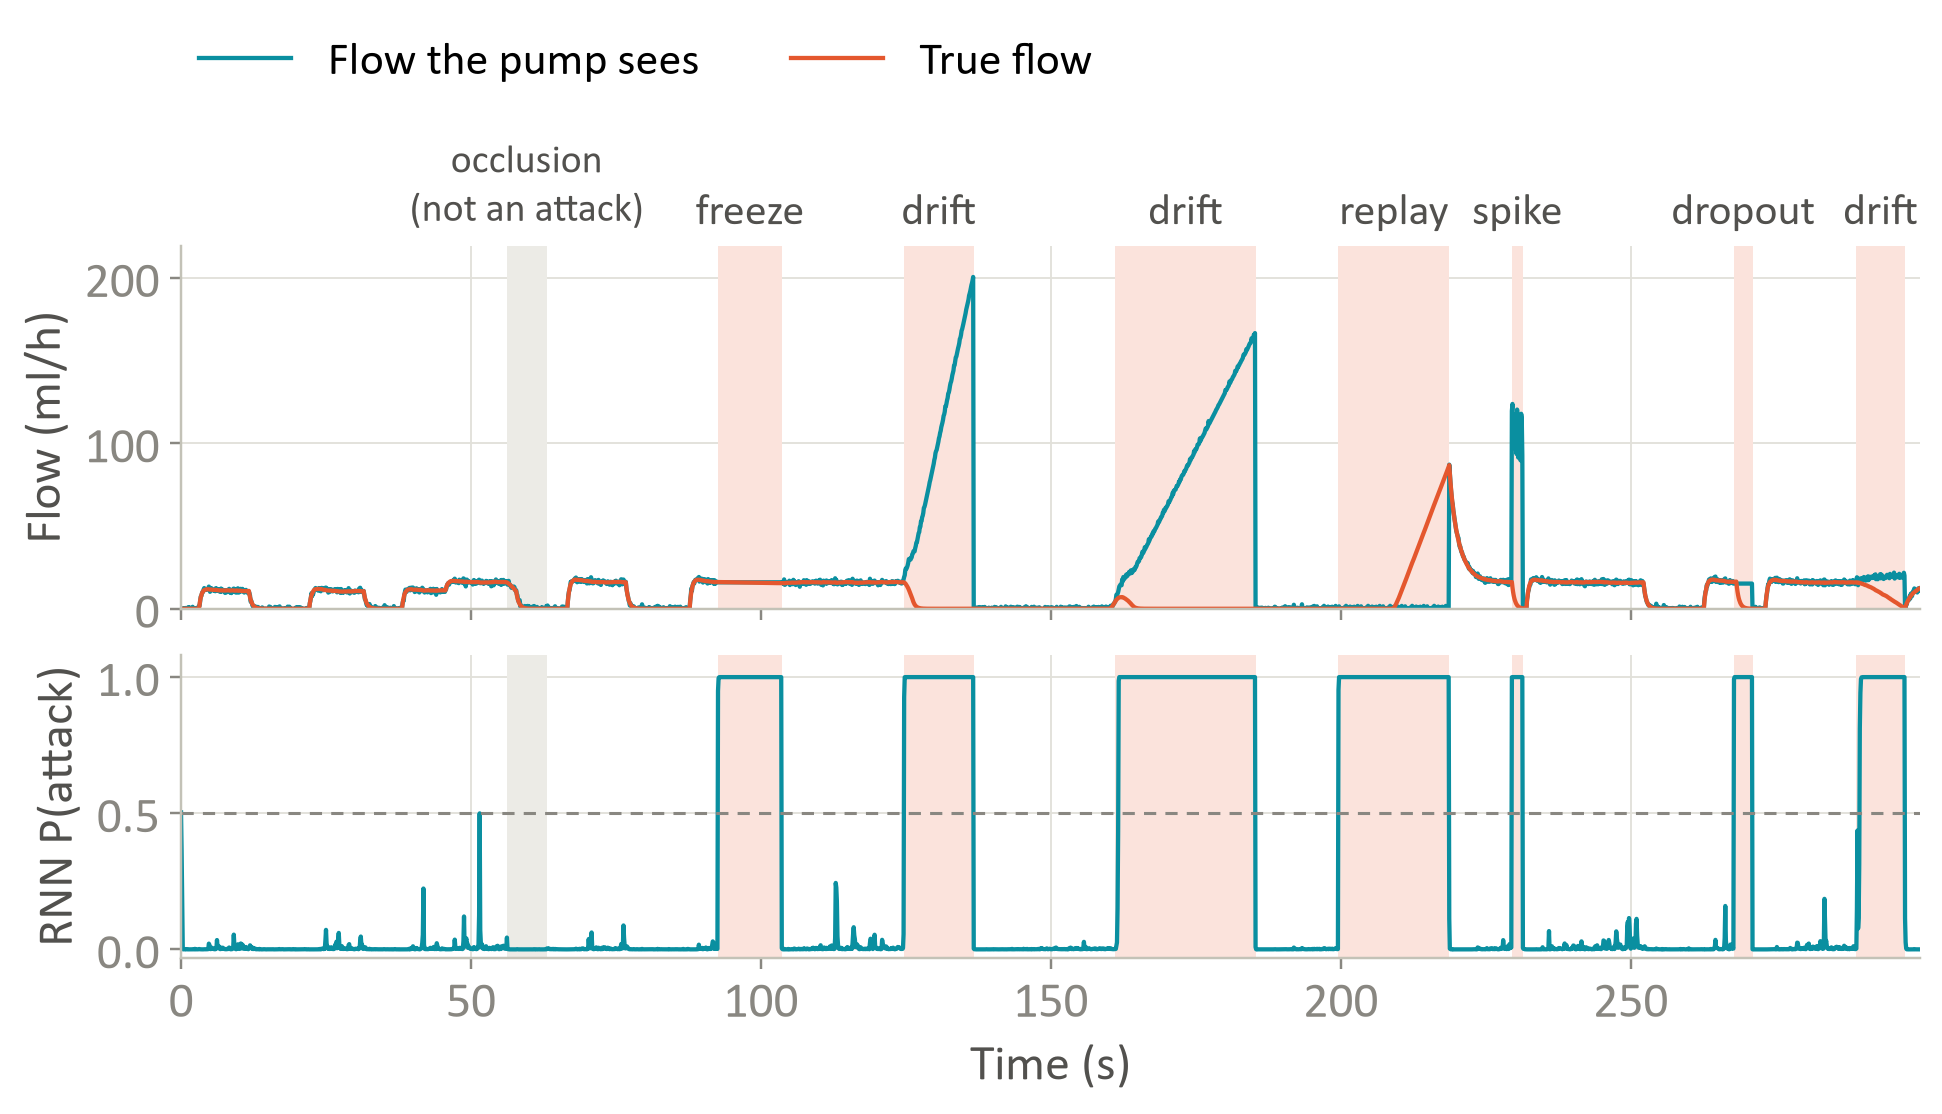 Flow the pump sees
True flow
occlusion
(not an attack)
freeze
drift
drift
replay
spike
dropout
drift
Flow (ml/h)
200
100
0
RNN P(attack)
1.0
0.5
0.0
0
50
100
150
200
250
Time (s)